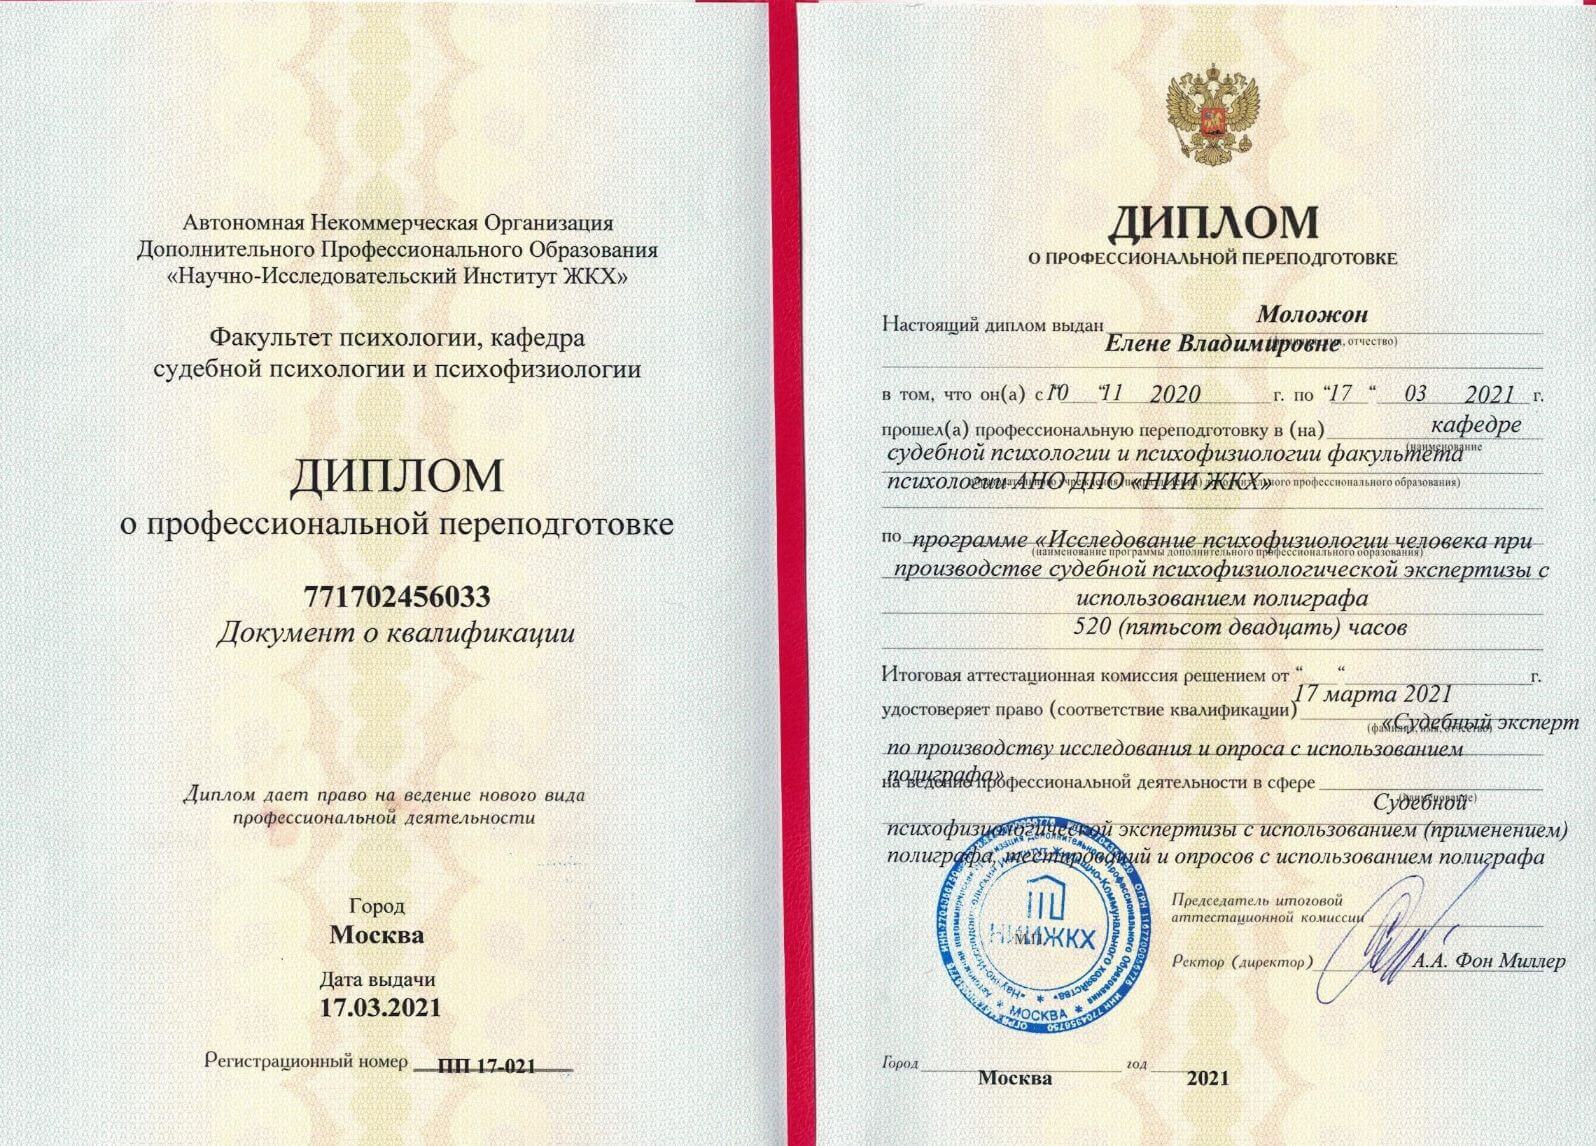 Автономная Некоммерческая Организация
Дополнительного Профессионального Образования
«Научно-Исследовательский Институт ЖКХ»
Факультет психологии, кафедра
судебной психологии и психофизиологии
ДИПЛОМ
о профессиональной переподготовке
771702456033
Документ о квалификации
Диплом дает право на ведение нового вида
профессиональной деятельности
Город
Москва
Дата выдачи
17.03.2021
Регистрационный номер ПП 17-021
ДИПЛОМ
О ПРОФЕССИОНАЛЬНОЙ ПЕРЕПОДГОТОВКЕ
Настоящий диплом выдан Моложон
Елене Владимировне
отчество)
в том, что он(а) с "10 "11 2020 г. по "17 " 03 2021 г.
прошел(а) профессиональную переподготовку в (на) кафедре
(наименование
судебной психологии и психофизиологии факультета
психологии АНО ДПО «НИИ ЖКХ»
дополнительного профессионального образования)
по программе «Исследование психофизиологии человека при
(наименование программы дополнительного профессионального образования)
производстве судебной психофизиологической экспертизы с
использованием полиграфа
520 (пятьсот двадцать) часов
Итоговая аттестационная комиссия решением от " " г.
17 марта 2021
удостоверяет право (соответствие квалификации)
«Судебный эксперт
(фамилия, имя, отчество)
по производству исследования и опроса с использованием
полиграфа»
на ведение профессиональной деятельности в сфере
(наименование)
Судебной
психофизиологической экспертизы с использованием (применением)
полиграфа, тестирований и опросов с использованием полиграфа
Председатель итоговой
аттестационной комиссии
Ректор (директор) А.А. Фон Миллер
М.П.
НИИЖКХ
* МОСКВА *
Город Москва год 2021